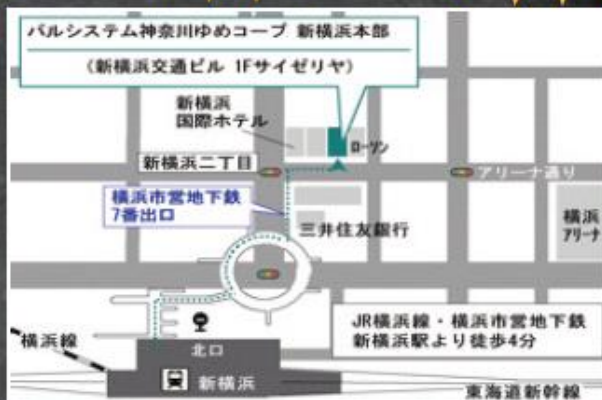 パルシステム神奈川ゆめコープ 新横浜本部
（新横浜交通ビル 1Fサイゼリヤ）
新横浜
国際ホテル
ローソン
新横浜二丁目
アリーナ通り
横浜市営地下鉄
7番出口
三井住友銀行
横浜
アリーナ
JR横浜線・横浜市営地下鉄
新横浜駅より徒歩4分
横浜線
北口
新横浜
東海道新幹線